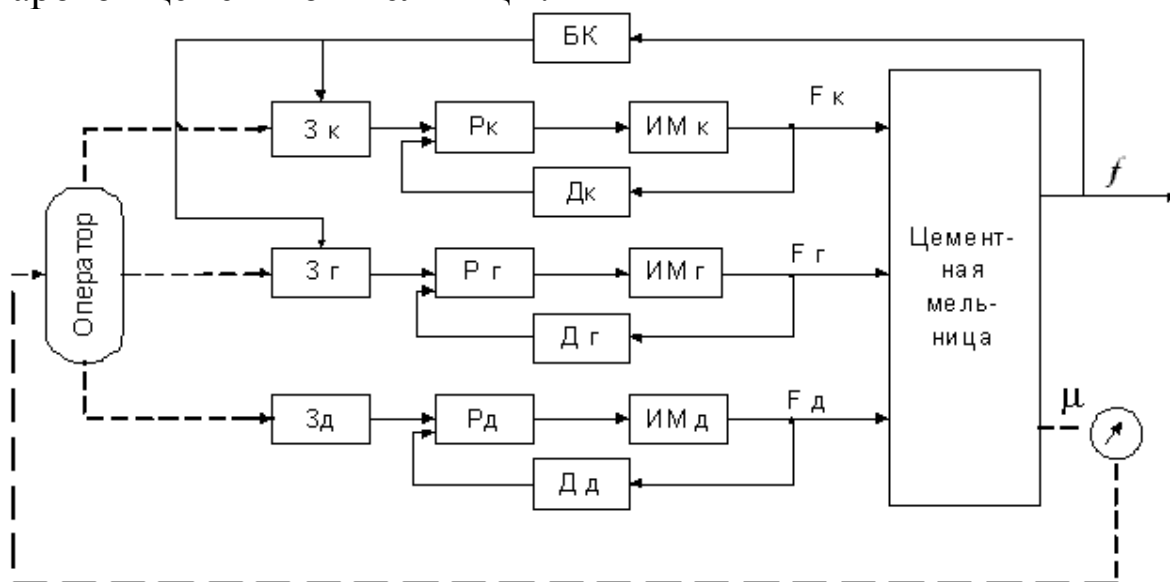 БК
З к
Рк
ИМ к
F к
Дк
f
Оператор
З г
Р г
ИМ г
F г
Д г
Цемент-
ная
мель-
ница
Зд
Рд
ИМ д
F д
Д д
μ